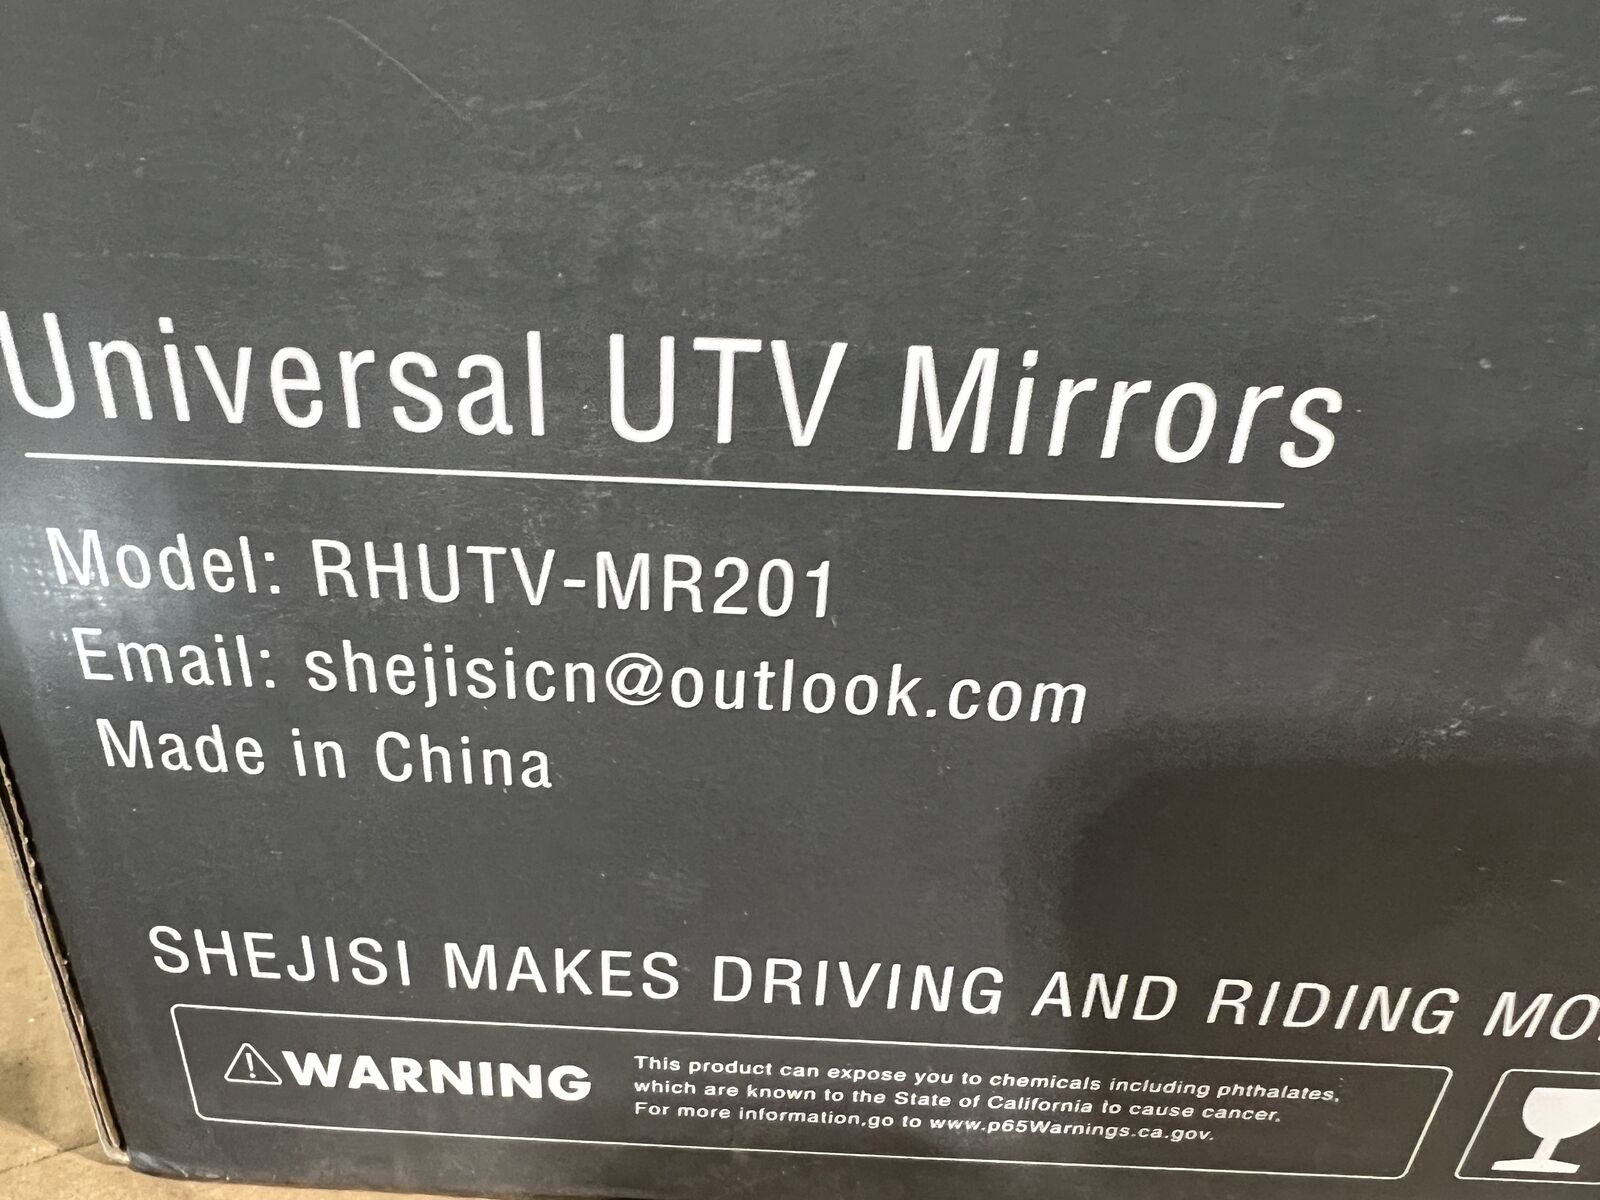 Universal UTV Mirrors
Model: RHUTV-MR201
Email: shejisicn@outlook.com
Made in China
SHEJISI MAKES DRIVING AND RIDING MO
WARNING
This product can expose you to chemicals including phthalates,
which are known to the State of California to cause cancer.
For more information,go to www.p65Warnings.ca.gov.